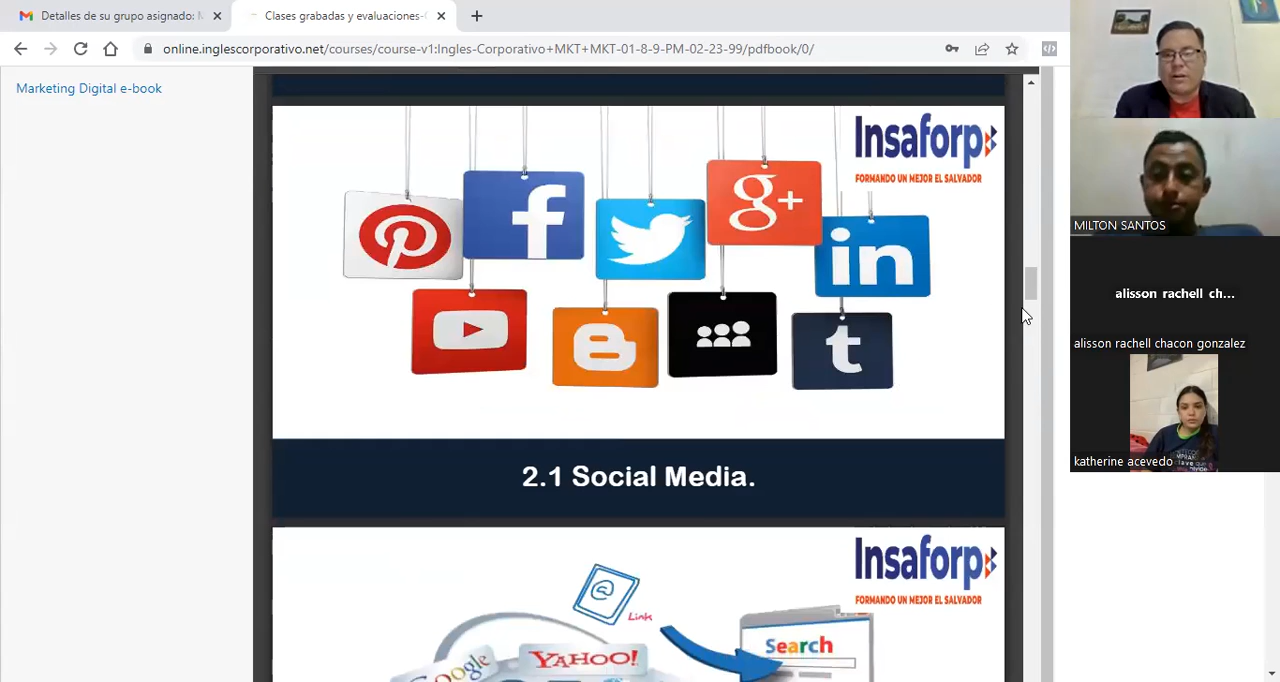 Detalles de su grupo asignado: M
Clases grabadas y evaluaciones-C
online.inglescorporativo.net/courses/course-v1:Ingles-Corporativo+MKT+MKT-01-8-9-PM-02-23-99/pdfbook/0/
Marketing Digital e-book
Insaforp
FORMANDO UN MEJOR EL SALVADOR
f
g+
in
t
2.1 Social Media.
Insaforp
FORMANDO UN MEJOR EL SALVADOR
@
Link
Search
Google
YAHOO!
MILTON SANTOS
alisson rachell ch...
alisson rachell chacon gonzalez
katherine acevedo